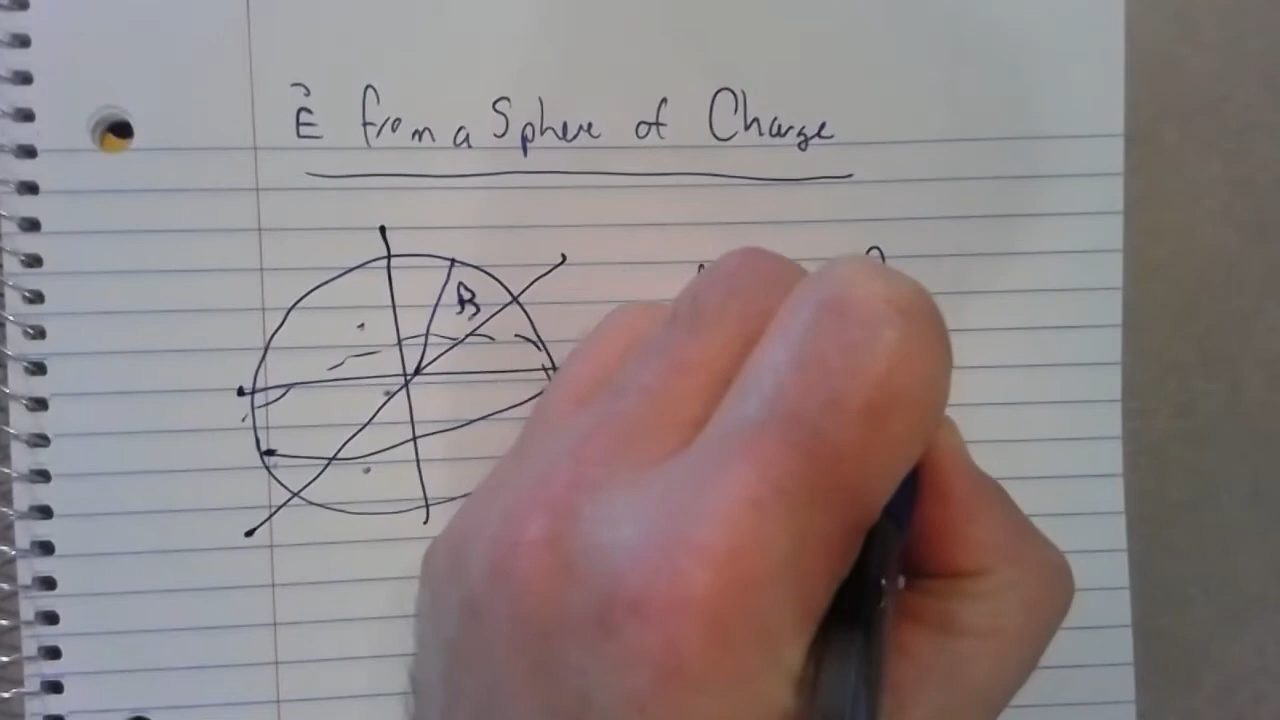 E⃗ from a Sphere of Charge
R